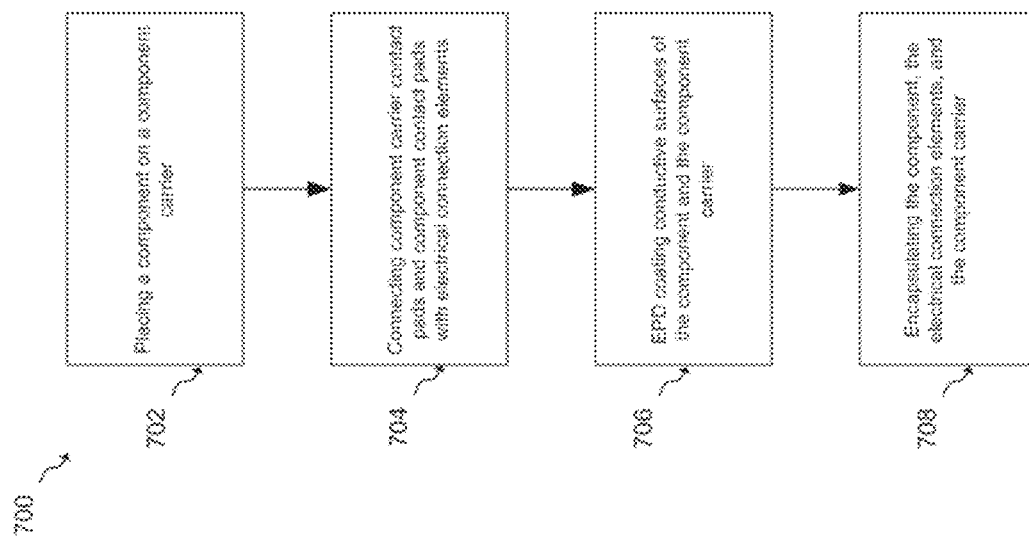 700
702
Placing a component on a component
carrier
704
Connecting component carrier contact
pads and component contact pads
with electrical connection elements
706
EPD coating conductive surfaces of
the component and the component
carrier
708
Encapsulating the component, the
electrical connection elements, and
the component carrier